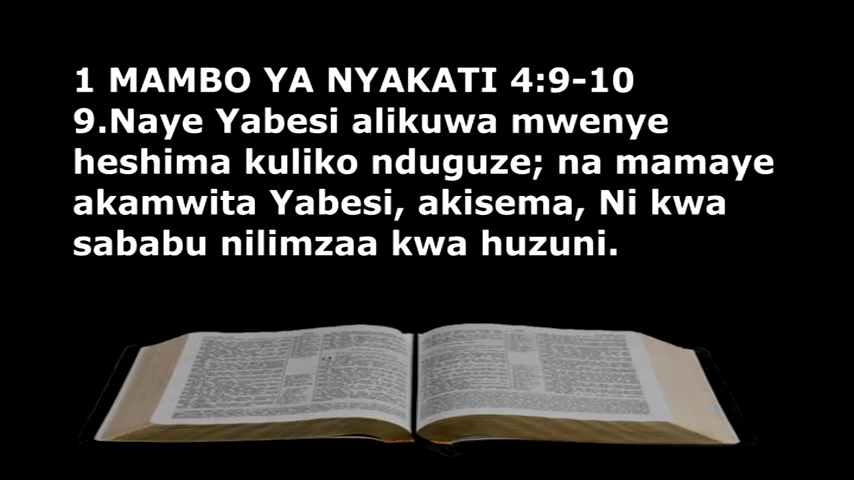 1 MAMBO YA NYAKATI 4:9-10
9.Naye Yabesi alikuwa mwenye
heshima kuliko nduguze; na mamaye
akamwita Yabesi, akisema, Ni kwa
sababu nilimzaa kwa huzuni.